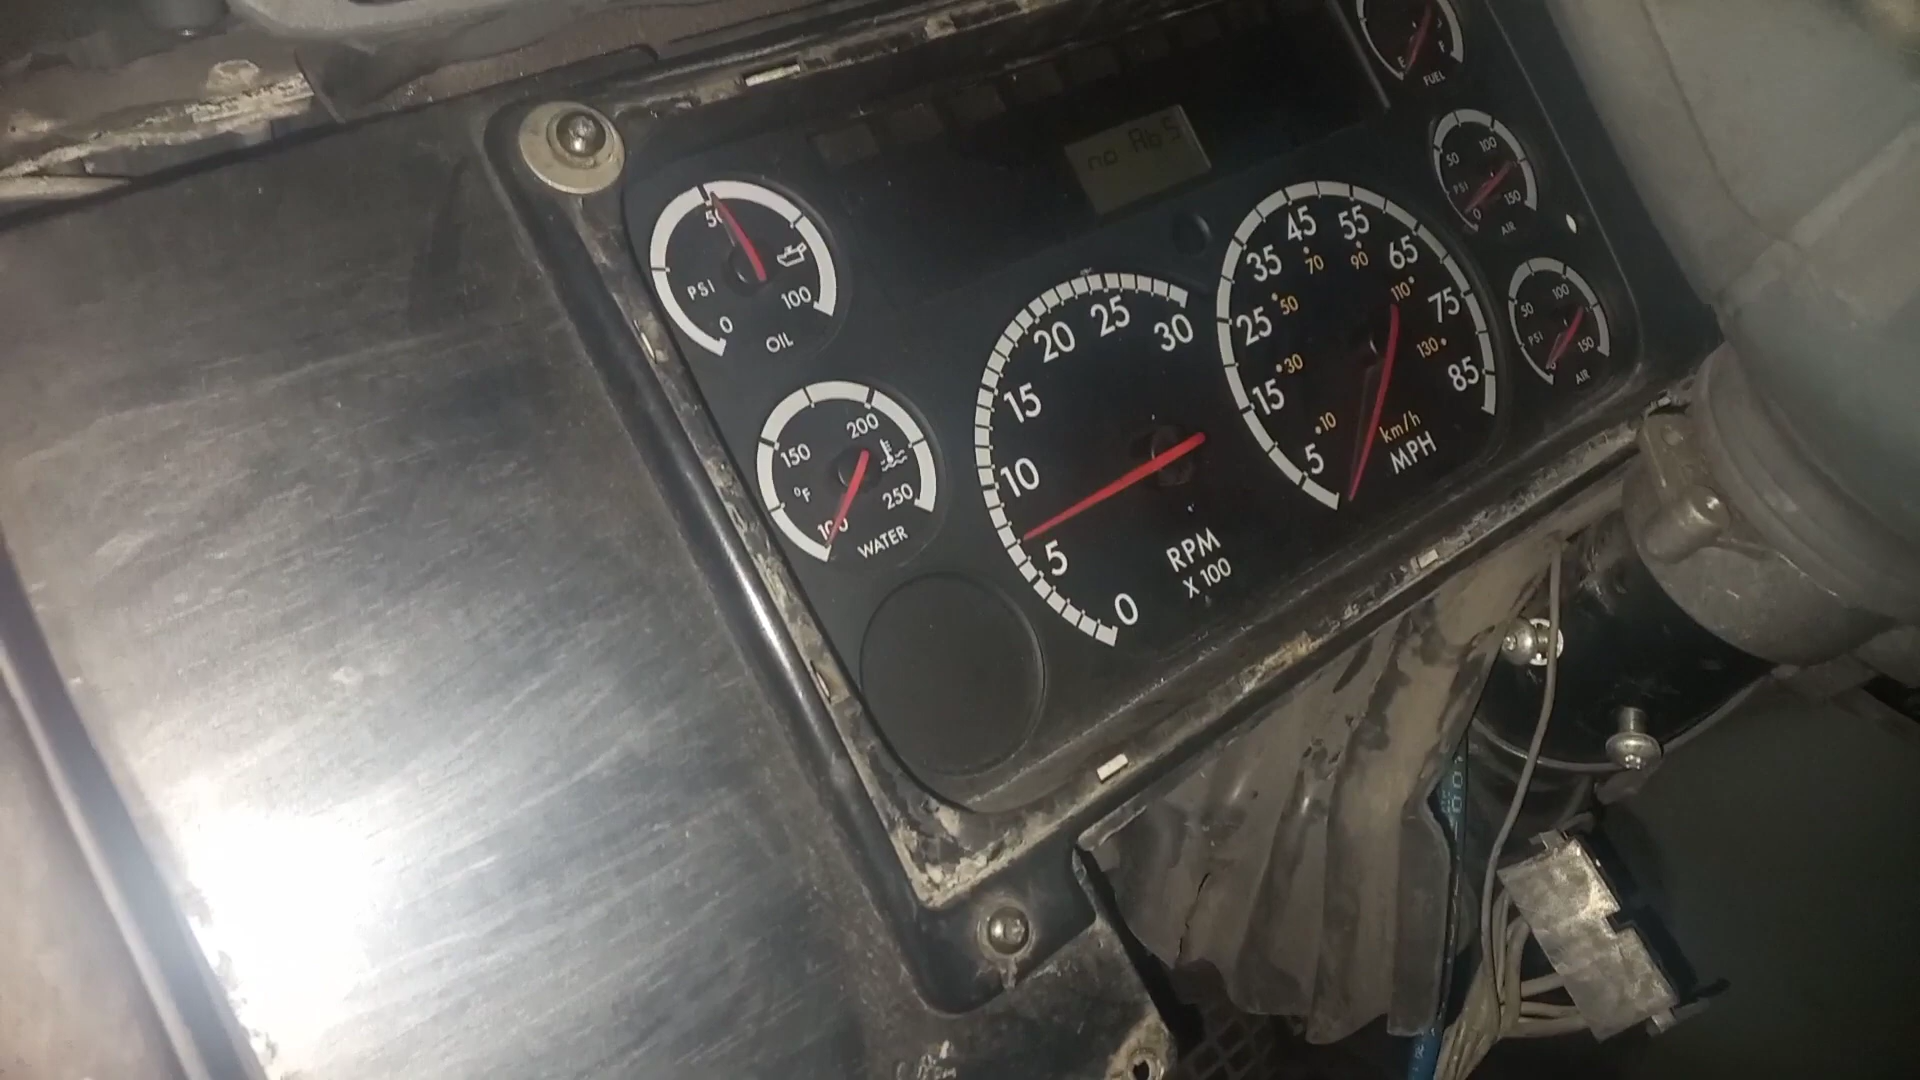 no AbS
E F
FUEL
50
PSI
0 100
OIL
50 100
PSI
0 150
AIR
50 100
PSI
150
AIR
150 200
°F
100 250
WATER
0 5 10 15 20 25 30
RPM
X 100
5 15 25 35 45 55 65 75 85
10 30 50 70 90 110 130
km/h
MPH